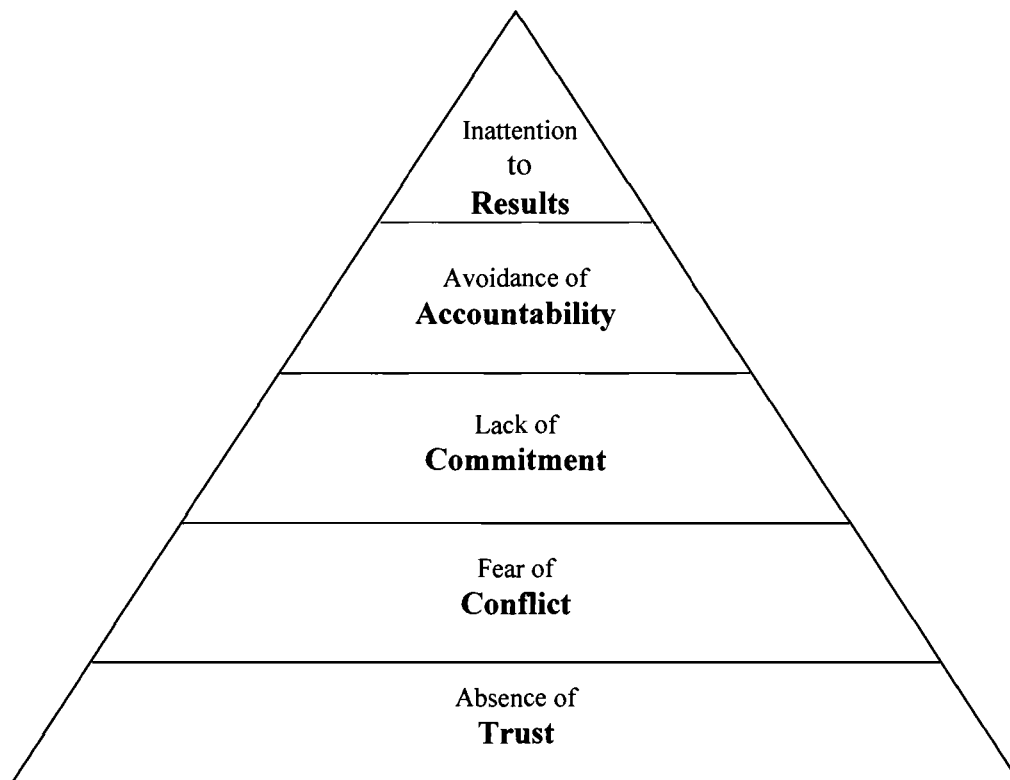 Inattention
to
Results
Avoidance of
Accountability
Lack of
Commitment
Fear of
Conflict
Absence of
Trust